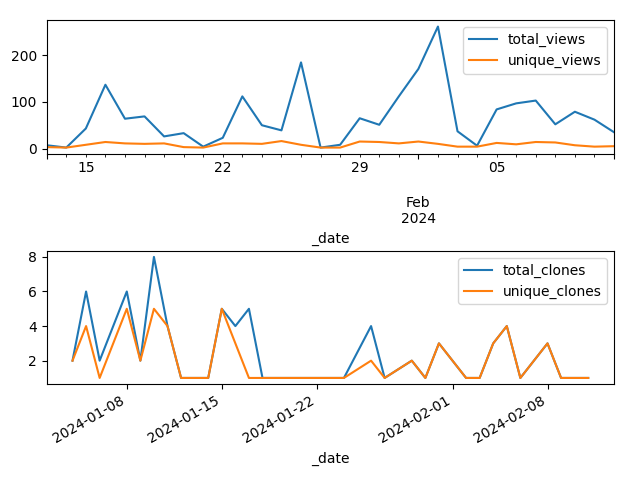 200
100
0
total_views
unique_views
15
22
29
05
Feb
2024
_date
8
6
4
2
total_clones
unique_clones
2024-01-08
2024-01-15
2024-01-22
2024-02-01
2024-02-08
_date